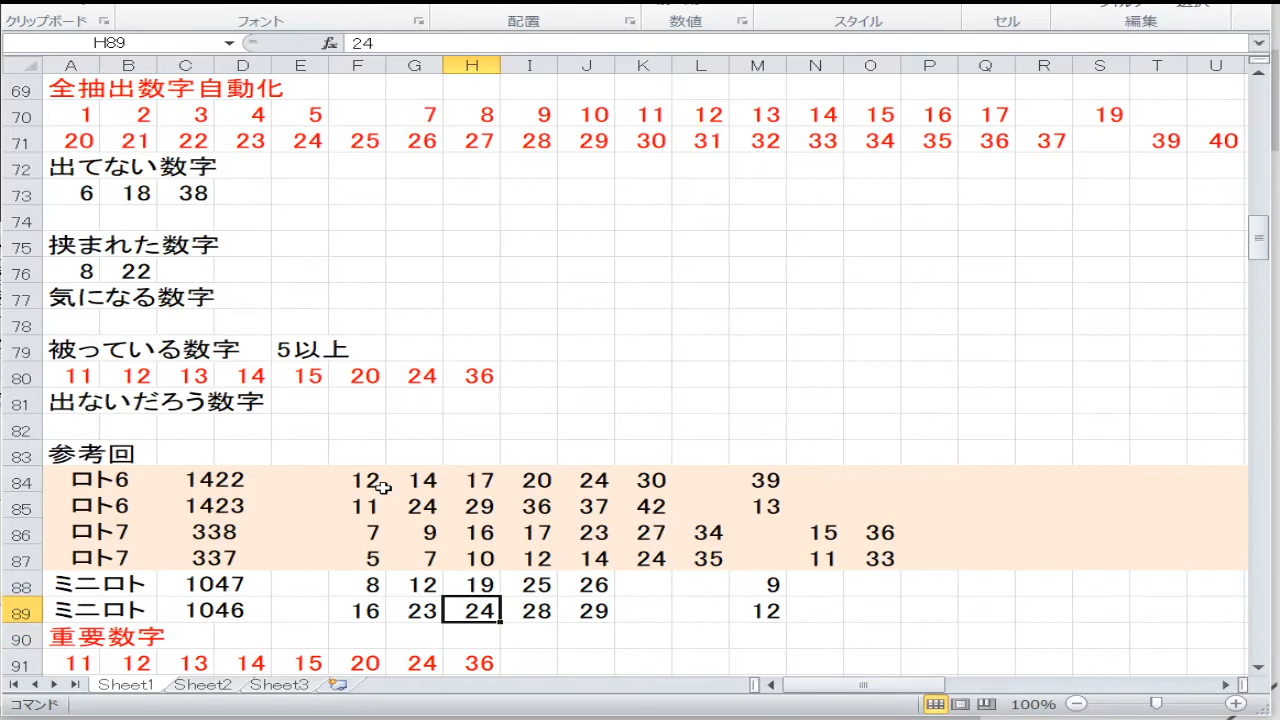 クリップボード フォント 配置 数値 スタイル セル 編集
H89 fx 24
A B C D E F G H I J K L M N O P Q R S T U
69 全抽出数字自動化
70 1 2 3 4 5 7 8 9 10 11 12 13 14 15 16 17 19
71 20 21 22 23 24 25 26 27 28 29 30 31 32 33 34 35 36 37 39 40
72 出てない数字
73 6 18 38
74
75 挟まれた数字
76 8 22
77 気になる数字
78
79 被っている数字 5以上
80 11 12 13 14 15 20 24 36
81 出ないだろう数字
82
83 参考回
84 ロト6 1422 12 14 17 20 24 30 39
85 ロト6 1423 11 24 29 36 37 42 13
86 ロト7 338 7 9 16 17 23 27 34 15 36
87 ロト7 337 5 7 10 12 14 24 35 11 33
88 ミニロト 1047 8 12 19 25 26 9
89 ミニロト 1046 16 23 24 28 29 12
90 重要数字
91 11 12 13 14 15 20 24 36
Sheet1 Sheet2 Sheet3
コマンド 100%